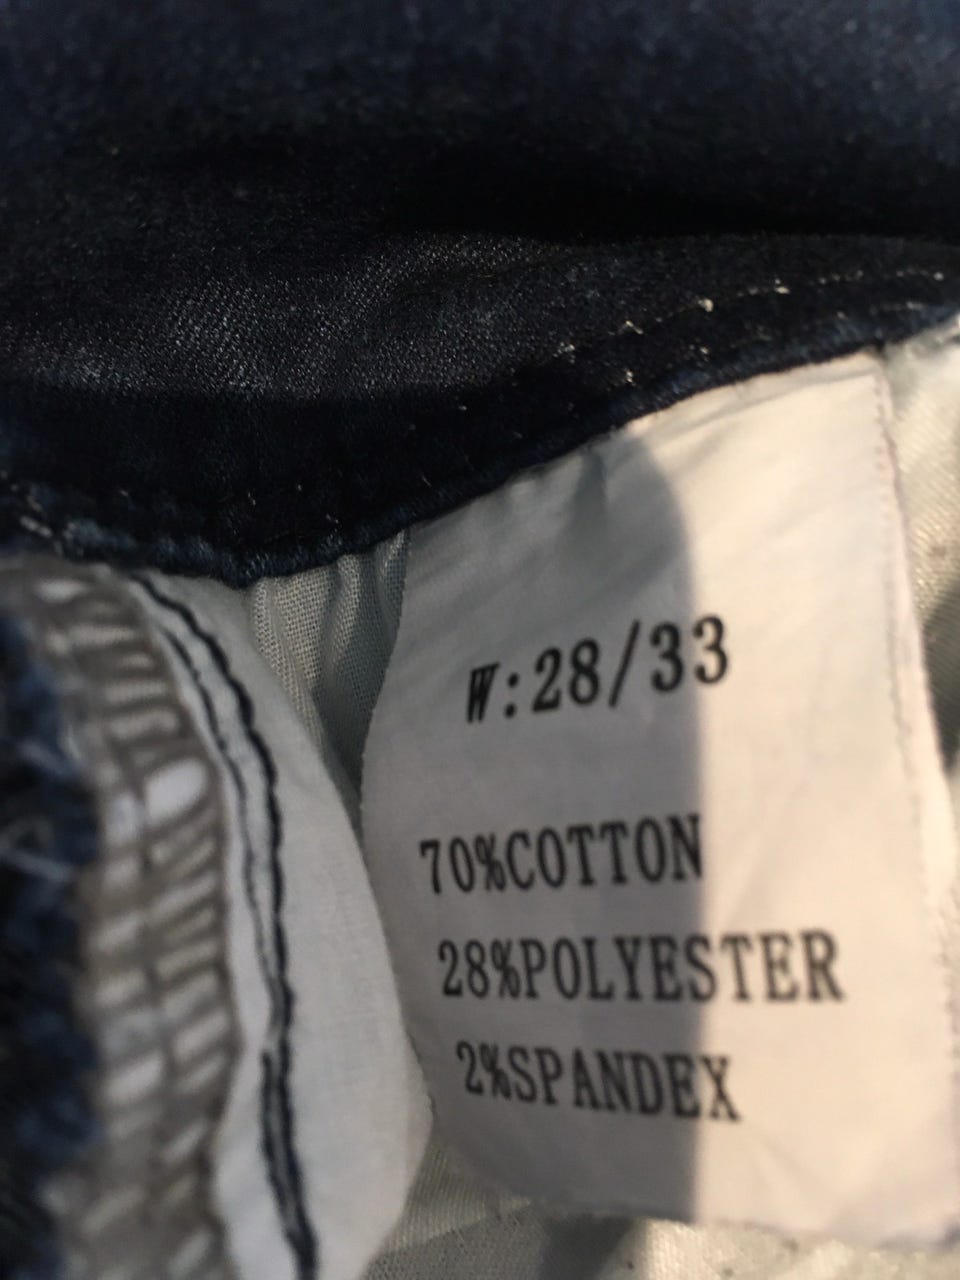 W:28/33
70%COTTON
28%POLYESTER
2%SPANDEX